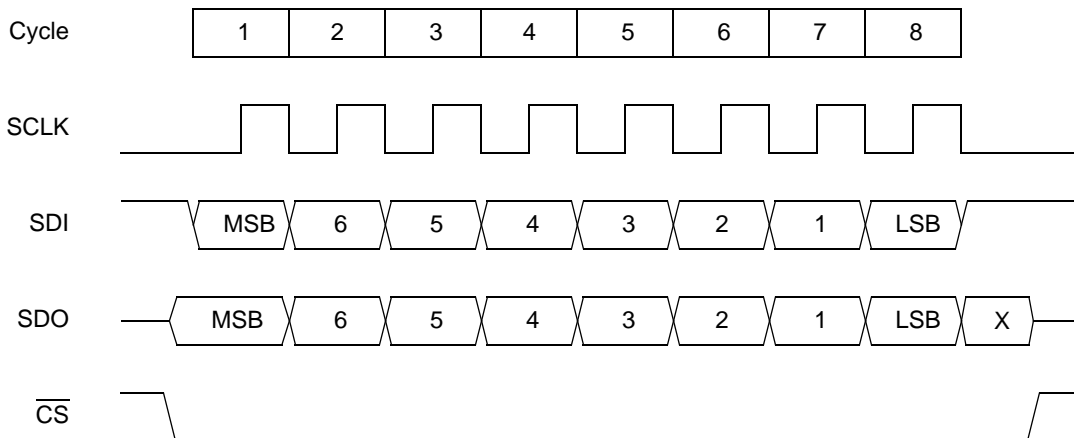 Cycle 1 2 3 4 5 6 7 8
SCLK
SDI MSB 6 5 4 3 2 1 LSB
SDO MSB 6 5 4 3 2 1 LSB X
C̅S̅